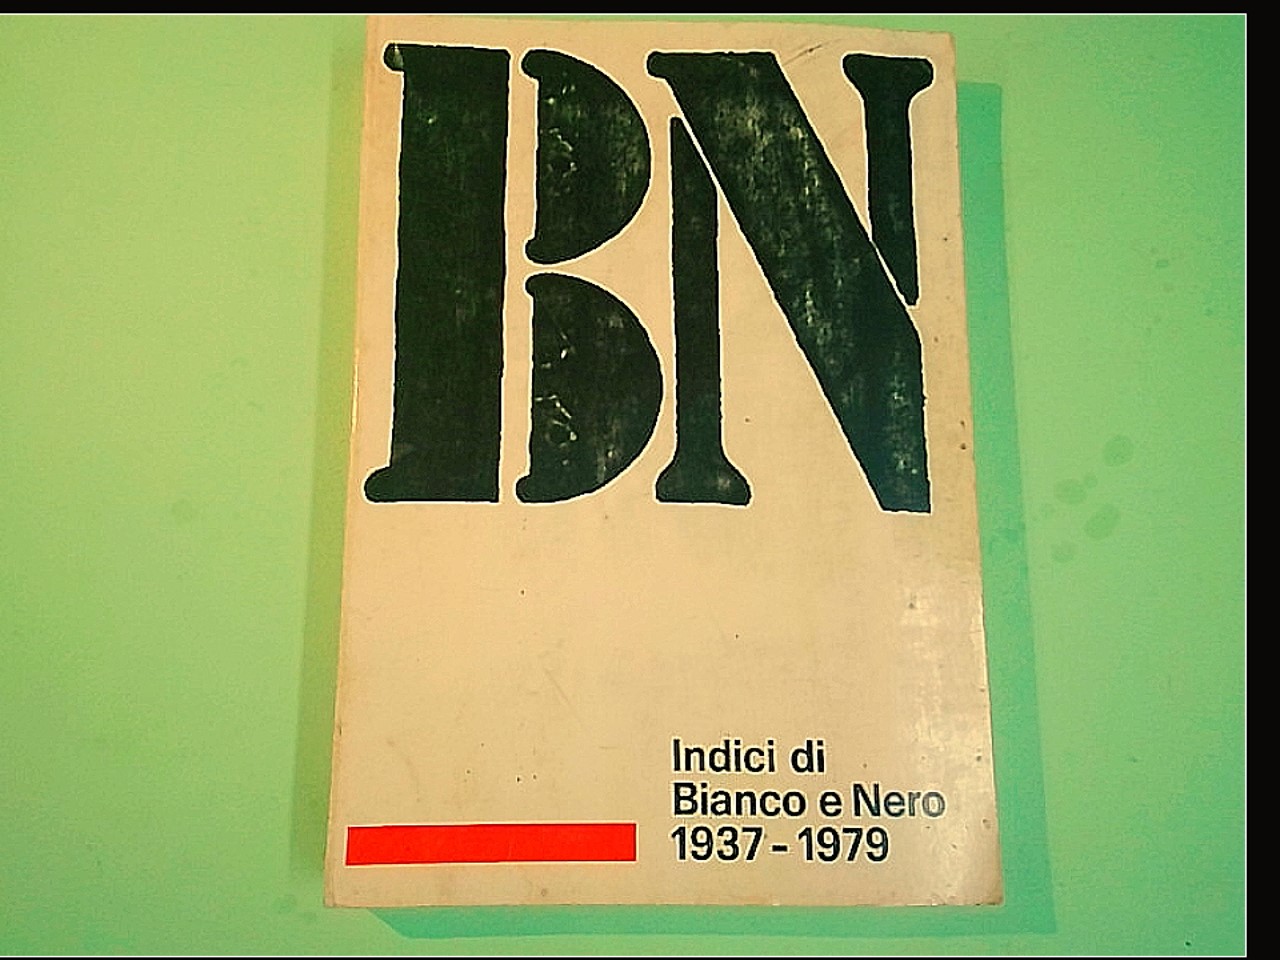 BN
Indici di
Bianco e Nero
1937-1979